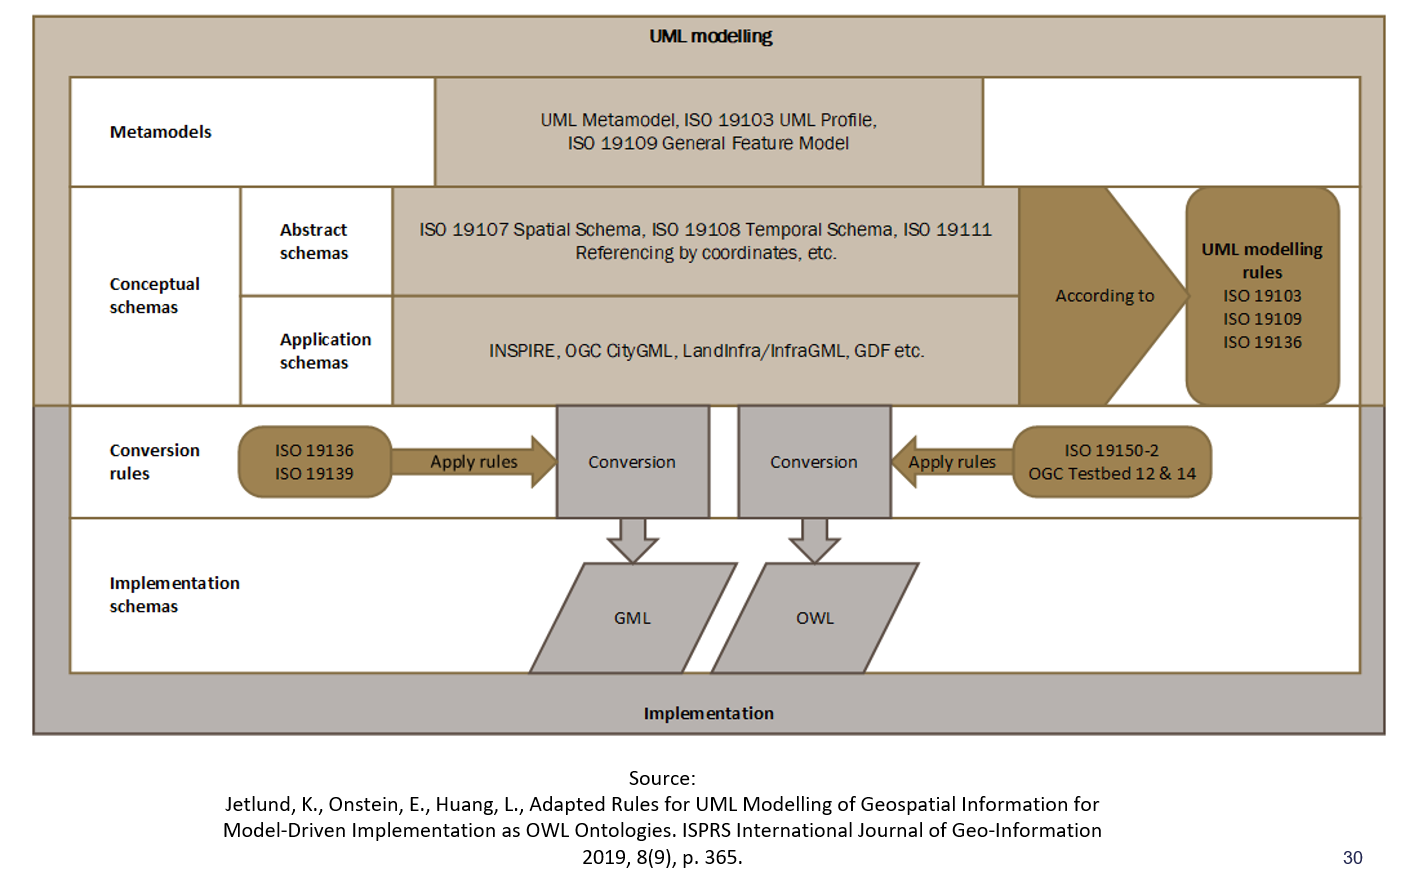 UML modelling
Metamodels
UML Metamodel, ISO 19103 UML Profile,
ISO 19109 General Feature Model
Conceptual
schemas
Abstract
schemas
ISO 19107 Spatial Schema, ISO 19108 Temporal Schema, ISO 19111
Referencing by coordinates, etc.
Application
schemas
INSPIRE, OGC CityGML, LandInfra/InfraGML, GDF etc.
According to
UML modelling
rules
ISO 19103
ISO 19109
ISO 19136
Conversion
rules
ISO 19136
ISO 19139
Apply rules
Conversion
Conversion
Apply rules
ISO 19150-2
OGC Testbed 12 & 14
Implementation
schemas
GML
OWL
Implementation
Source:
Jetlund, K., Onstein, E., Huang, L., Adapted Rules for UML Modelling of Geospatial Information for
Model-Driven Implementation as OWL Ontologies. ISPRS International Journal of Geo-Information
2019, 8(9), p. 365.
30